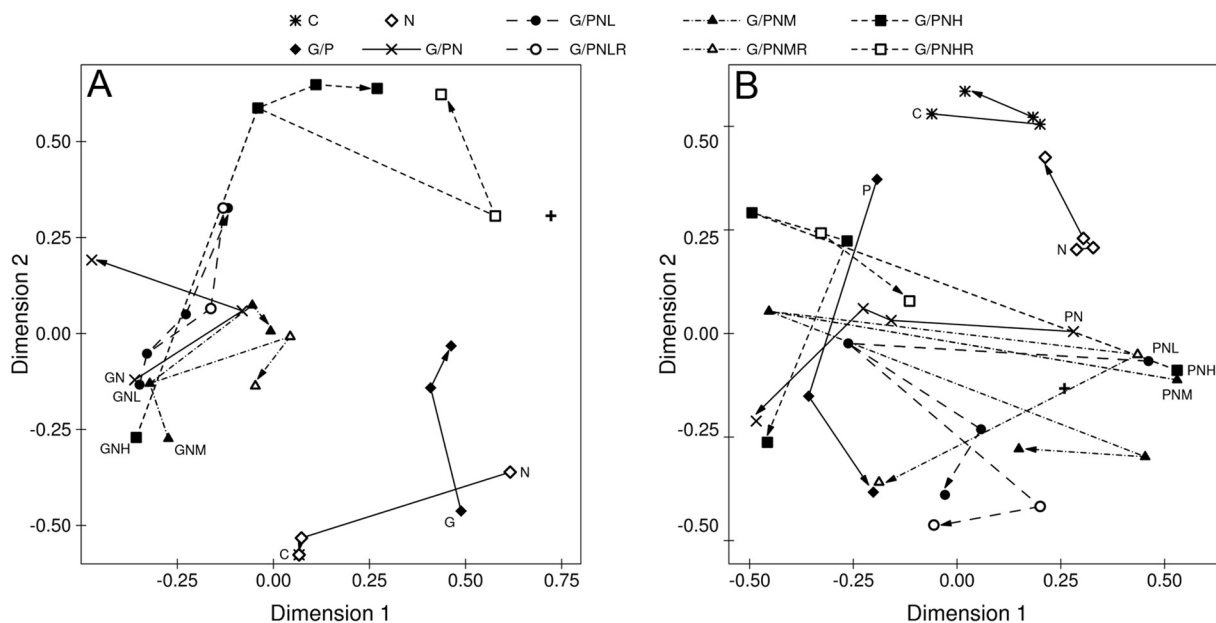 C N G/PNL G/PNM G/PNH
G/P G/PN G/PNLR G/PNMR G/PNHR
A
B
0.50
0.25
0.00
-0.25
-0.50
Dimension 2
GN
GNL
GNH
GNM
N
G
C
-0.25 0.00 0.25 0.50 0.75
Dimension 1
0.50
0.25
0.00
-0.25
-0.50
Dimension 2
C
P
N
PN
PNL
PNH
PNM
-0.50 -0.25 0.00 0.25 0.50
Dimension 1